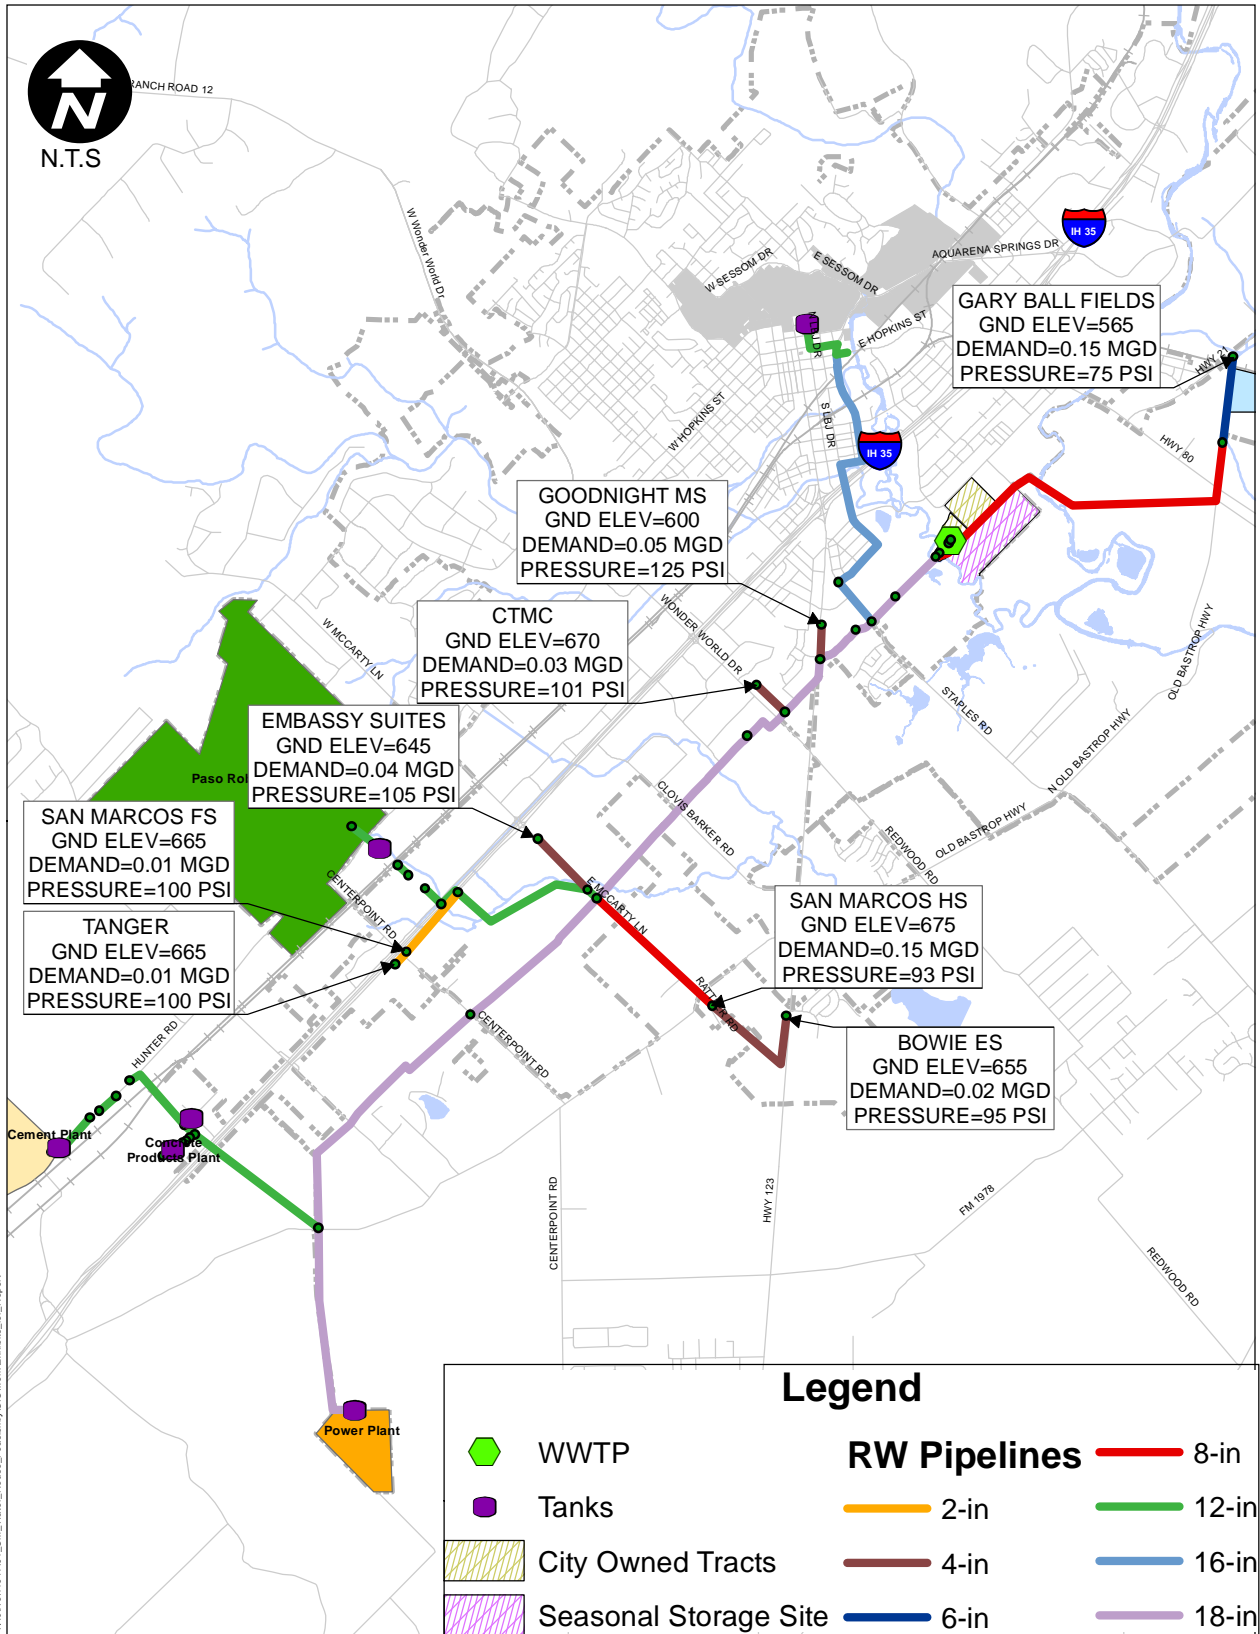 RANCH ROAD 12
N
N.T.S
W Wonder World Dr
W SESSOM DR
E SESSOM DR
AQUARENA SPRINGS DR
IH 35
N LBJ DR
E HOPKINS ST
GARY BALL FIELDS
GND ELEV=565
DEMAND=0.15 MGD
PRESSURE=75 PSI
HWY 21
W HOPKINS ST
S LBJ DR
IH 35
HWY 80
GOODNIGHT MS
GND ELEV=600
DEMAND=0.05 MGD
PRESSURE=125 PSI
WONDER WORLD DR
CTMC
GND ELEV=670
DEMAND=0.03 MGD
PRESSURE=101 PSI
W MCCARTY LN
OLD BASTROP HWY
STAPLES RD
N OLD BASTROP HWY
EMBASSY SUITES
GND ELEV=645
DEMAND=0.04 MGD
PRESSURE=105 PSI
Paso Rol
CLOVIS BARKER RD
OLD BASTROP HWY
REDWOOD RD
SAN MARCOS FS
GND ELEV=665
DEMAND=0.01 MGD
PRESSURE=100 PSI
CENTERPOINT RD
E MCCARTY LN
SAN MARCOS HS
GND ELEV=675
DEMAND=0.15 MGD
PRESSURE=93 PSI
TANGER
GND ELEV=665
DEMAND=0.01 MGD
PRESSURE=100 PSI
HUNTER RD
CENTERPOINT RD
BOWIE ES
GND ELEV=655
DEMAND=0.02 MGD
PRESSURE=95 PSI
Cement Plant
Concrete
Products Plant
CENTERPOINT RD
HWY 123
FM 1978
REDWOOD RD
Power Plant
Legend
WWTP
Tanks
City Owned Tracts
Seasonal Storage Site
RW Pipelines
2-in
4-in
6-in
8-in
12-in
16-in
18-in